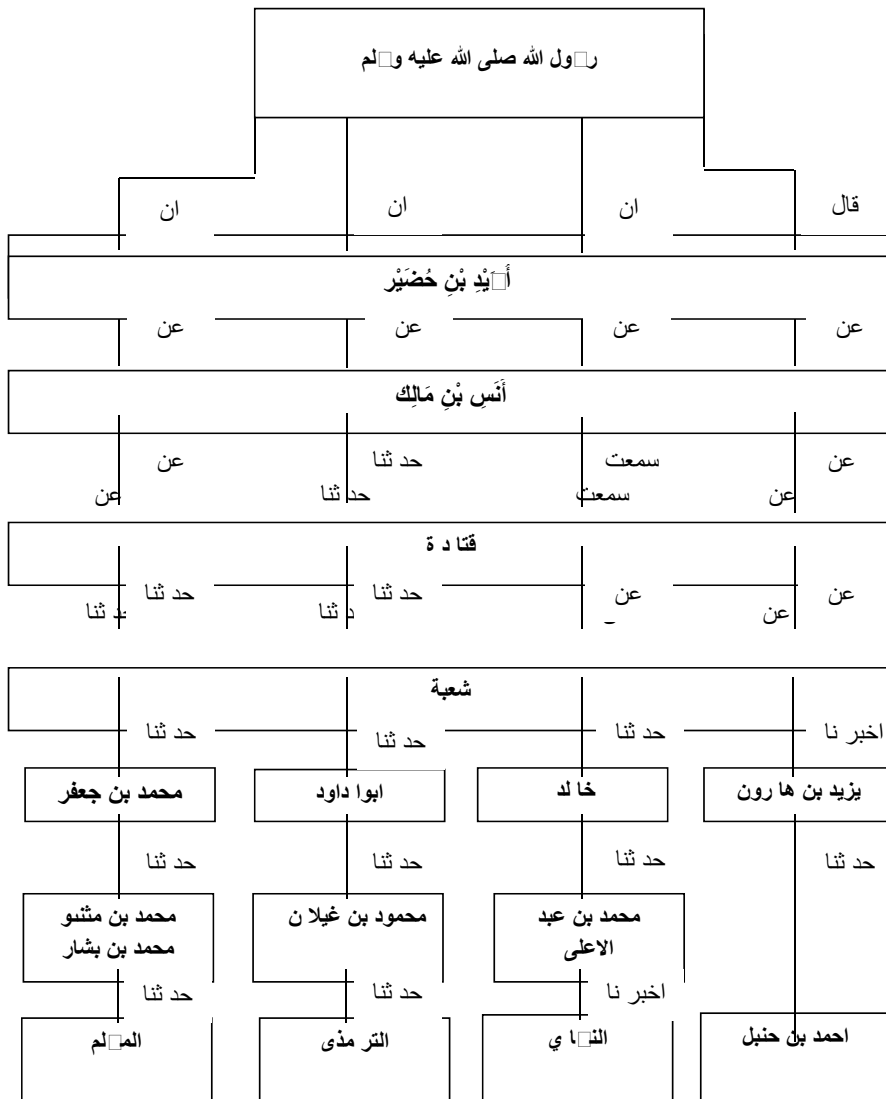 ر□ول الله صلى الله عليه و□لم
قال ان ان ان
أ□يْدِ بْنِ حُضَيْر
عن عن عن عن
أَنَسِ بْنِ مَالِك
عن سمعت حد ثنا عن
عن سمعت حد ثنا عن
قتا د ة
عن عن حد ثنا حد ثنا
عن د ثنا ثنا
شعبة
اخبر نا حد ثنا حد ثنا حد ثنا
يزيد بن ها رون
خا لد
ابوا داود
محمد بن جعفر
حد ثنا حد ثنا حد ثنا حد ثنا
محمد بن عبد
الاعلى
محمود بن غيلا ن
محمد بن مثنو
محمد بن بشار
اخبر نا حد ثنا حد ثنا
احمد بن حنبل
الن□ا ي
التر مذى
الم□لم